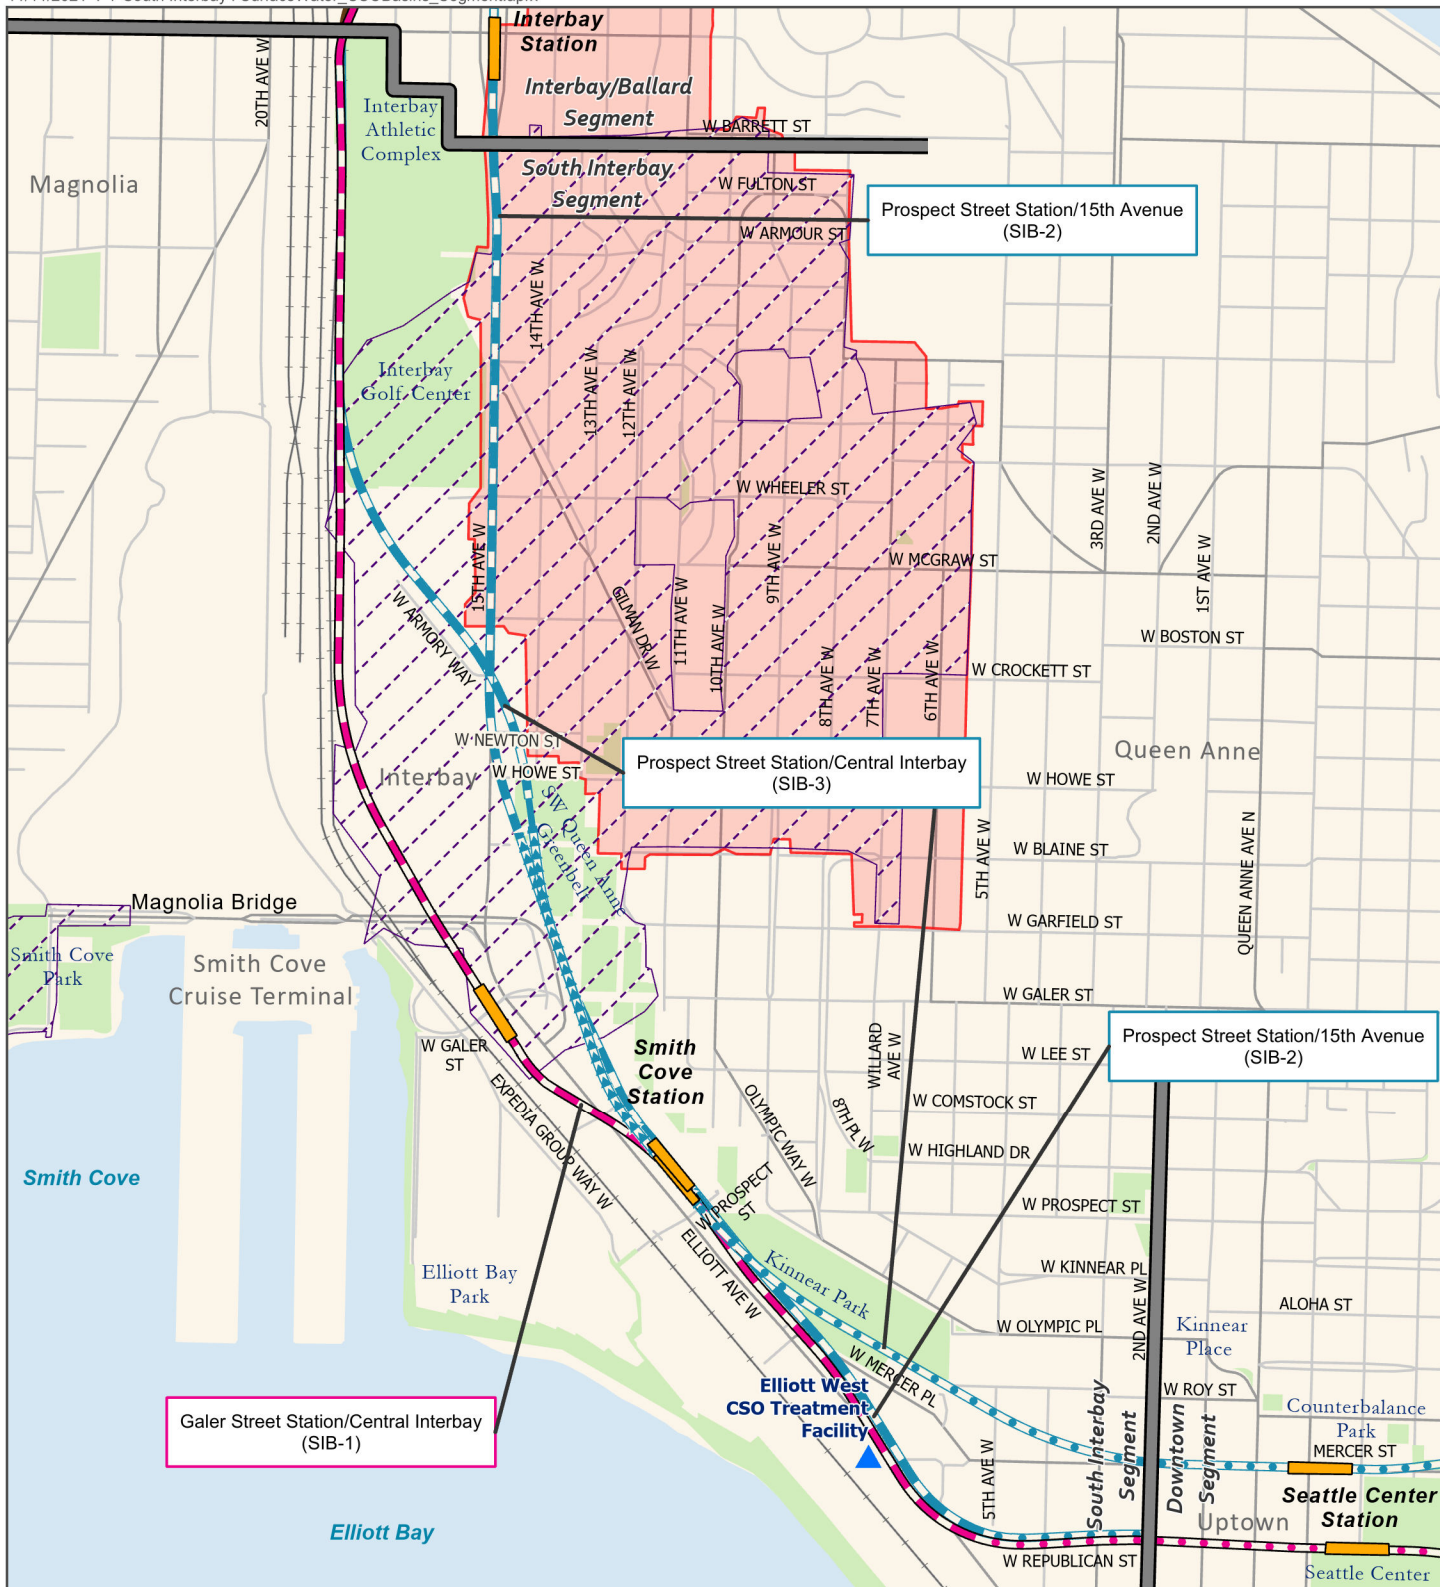 Interbay
Station
20TH AVE W
Interbay
Athletic
Complex
Interbay/Ballard
Segment
W BARRETT ST
South Interbay
Segment
Magnolia
W FULTON ST
Prospect Street Station/15th Avenue
(SIB-2)
W ARMOUR ST
14TH AVE W
13TH AVE W
12TH AVE W
Interbay
Golf Center
W WHEELER ST
3RD AVE W
2ND AVE W
15TH AVE W
9TH AVE W
W MCGRAW ST
1ST AVE W
W ARMORY WAY
GILMAN DR W
11TH AVE W
10TH AVE W
W BOSTON ST
8TH AVE W
7TH AVE W
6TH AVE W
W CROCKETT ST
W NEWTON ST
Interbay
W HOWE ST
Prospect Street Station/Central Interbay
(SIB-3)
Queen Anne
W HOWE ST
SW Queen Anne
Greenbelt
5TH AVE W
W BLAINE ST
QUEEN ANNE AVE N
Magnolia Bridge
W GARFIELD ST
Smith Cove
Park
Smith Cove
Cruise Terminal
W GALER ST
W GALER
ST
Smith
Cove
Station
WILLARD
AVE W
W LEE ST
Prospect Street Station/15th Avenue
(SIB-2)
EXPEDIA GROUP WAY W
OLYMPIC WAY W
8TH PL W
W COMSTOCK ST
W HIGHLAND DR
Smith Cove
W PROSPECT
ST
W PROSPECT ST
ELLIOTT AVE W
Kinnear Park
W KINNEAR PL
Elliott Bay
Park
2ND AVE W
ALOHA ST
W OLYMPIC PL
Kinnear
Place
W MERCER PL
Elliott West
CSO Treatment
Facility
W ROY ST
Counterbalance
Park
Galer Street Station/Central Interbay
(SIB-1)
South Interbay
Segment
Downtown
Segment
MERCER ST
5TH AVE W
Seattle Center
Station
Elliott Bay
Uptown
W REPUBLICAN ST
Seattle Center